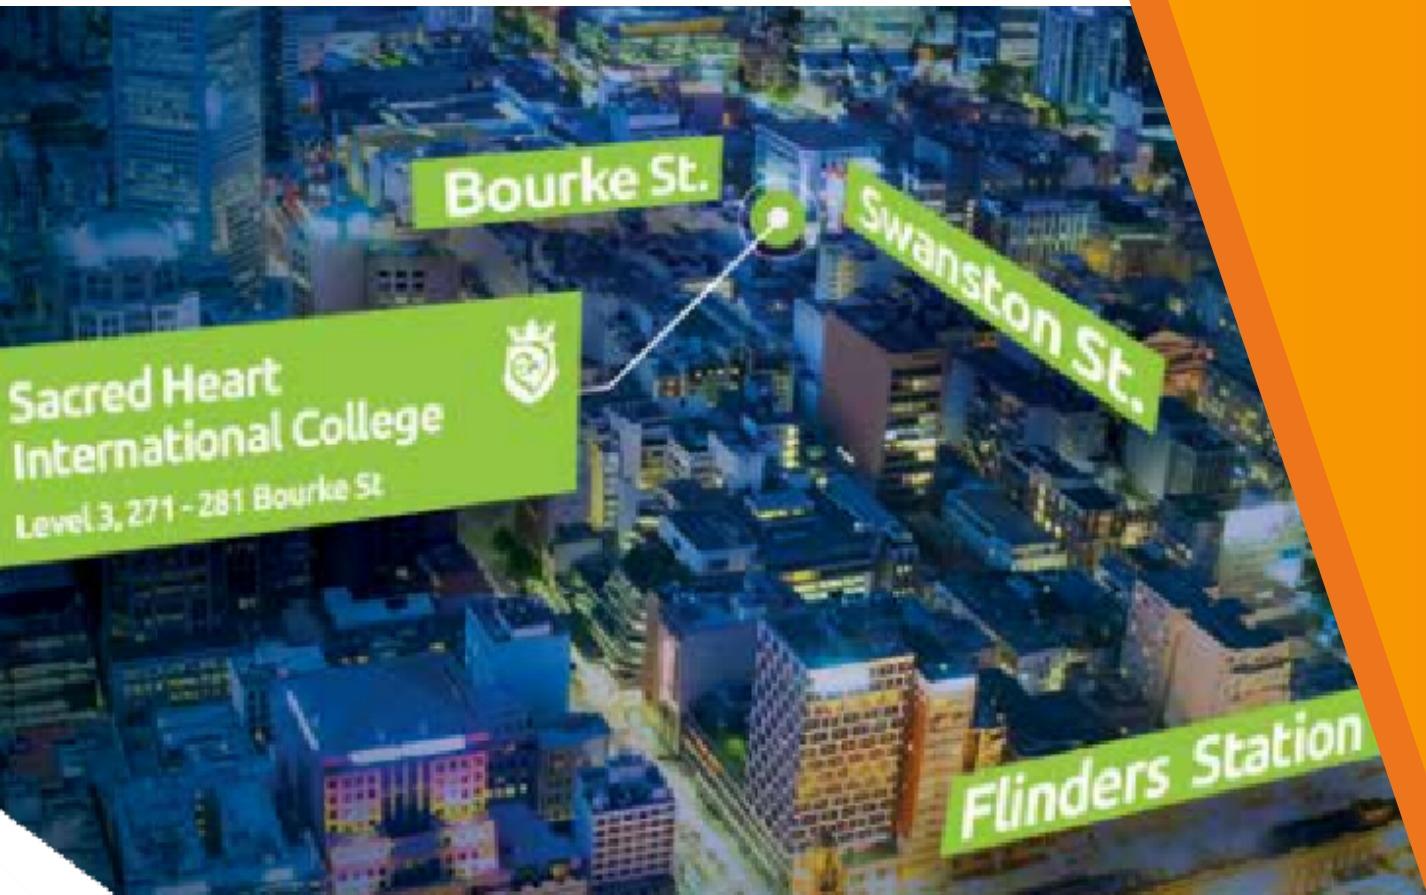 Bourke St.
Swanston St.
Sacred Heart
International College
Level 3, 271 - 281 Bourke St
Flinders Station